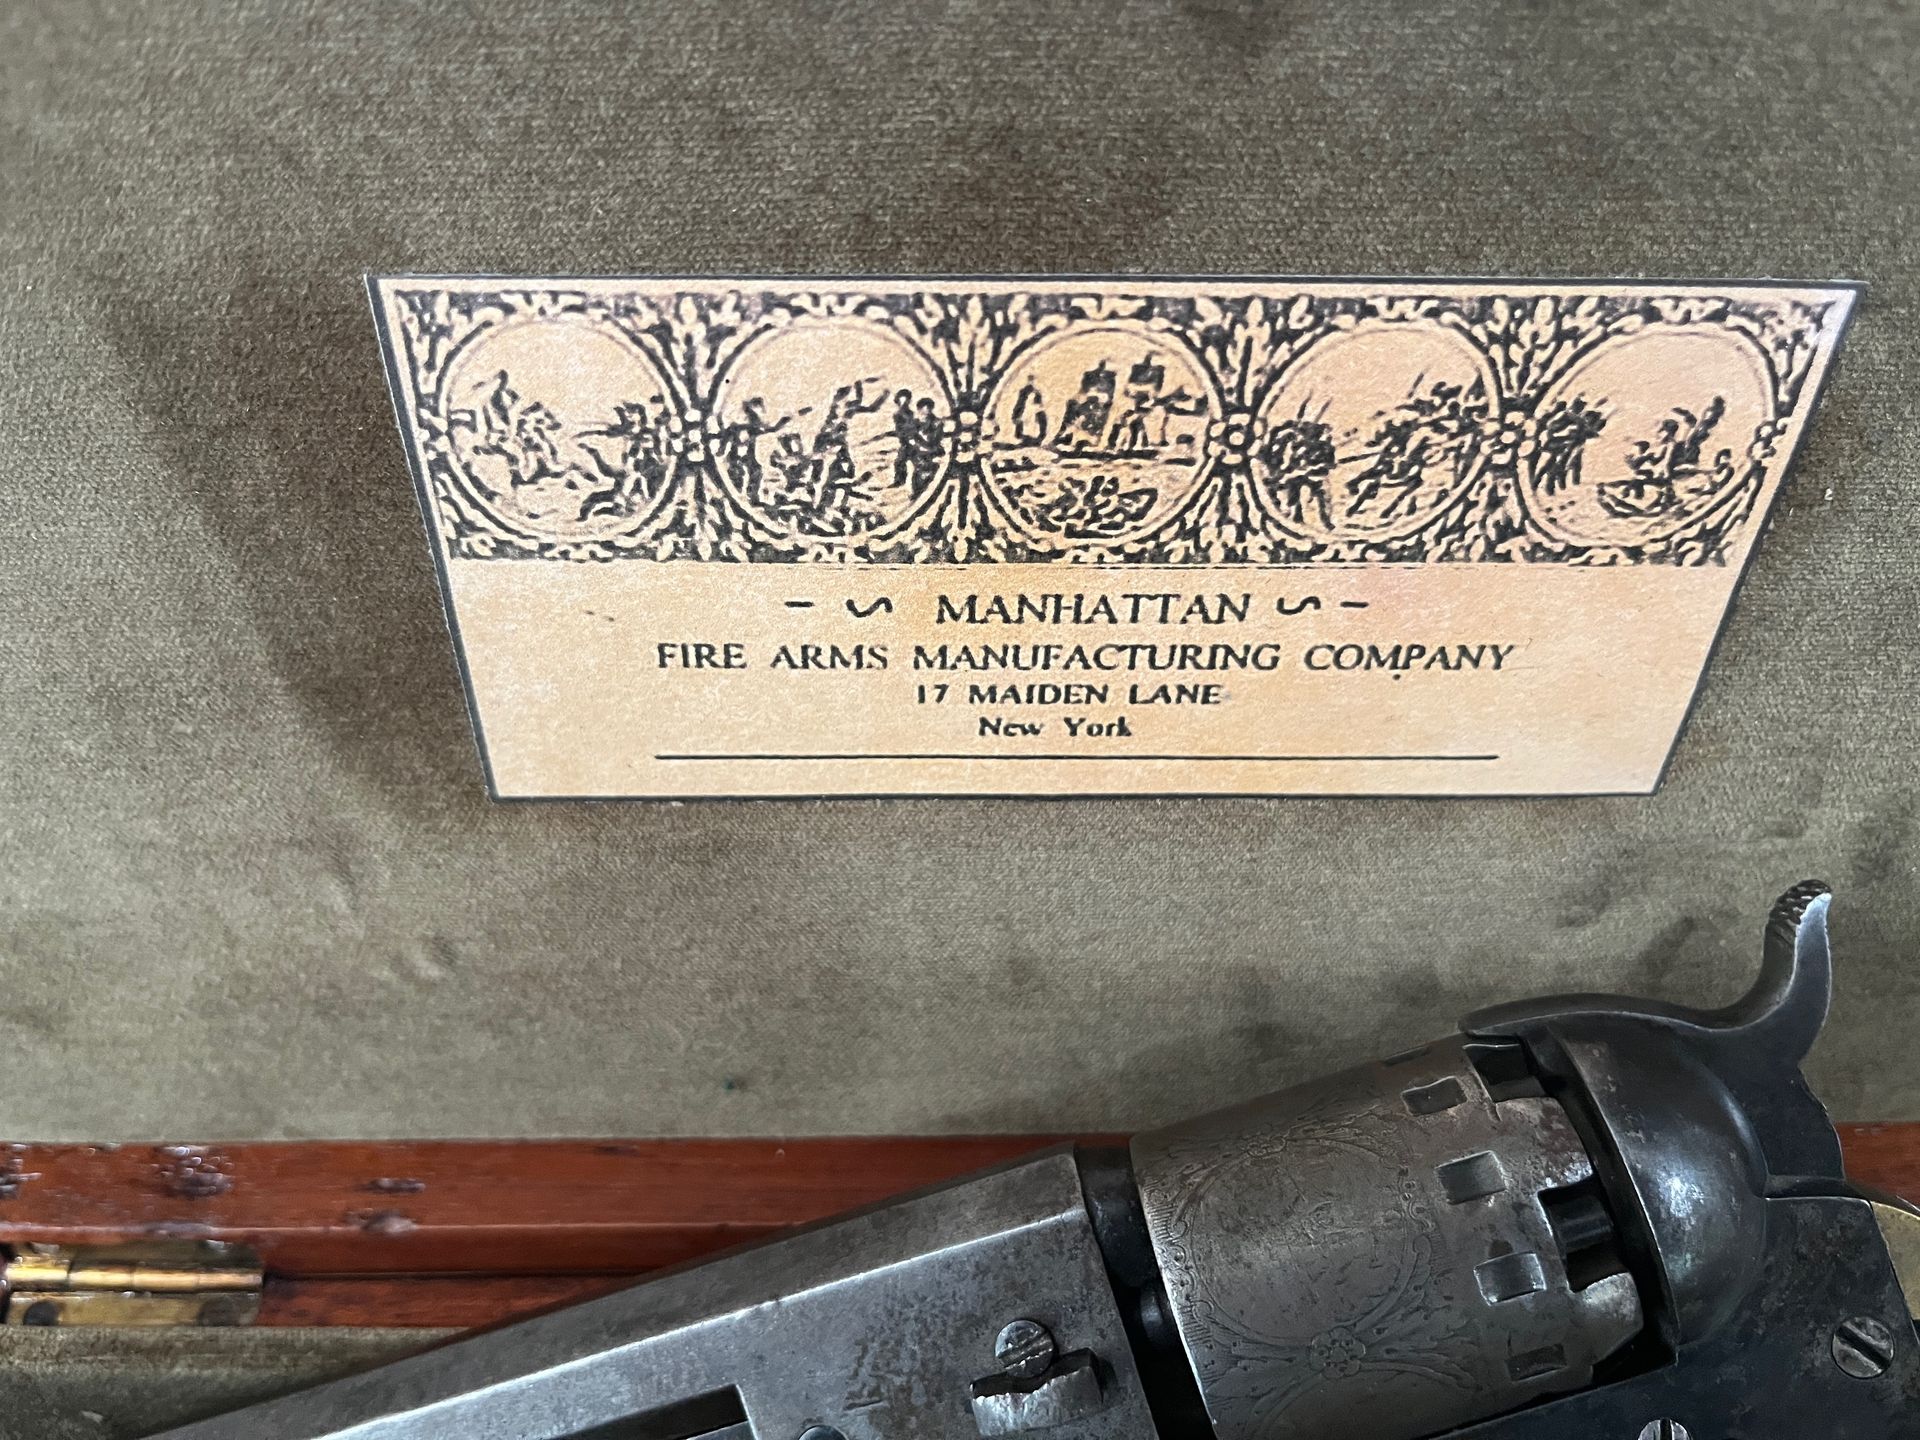 – ~ MANHATTAN ~ –
FIRE ARMS MANUFACTURING COMPANY
17 MAIDEN LANE
New York